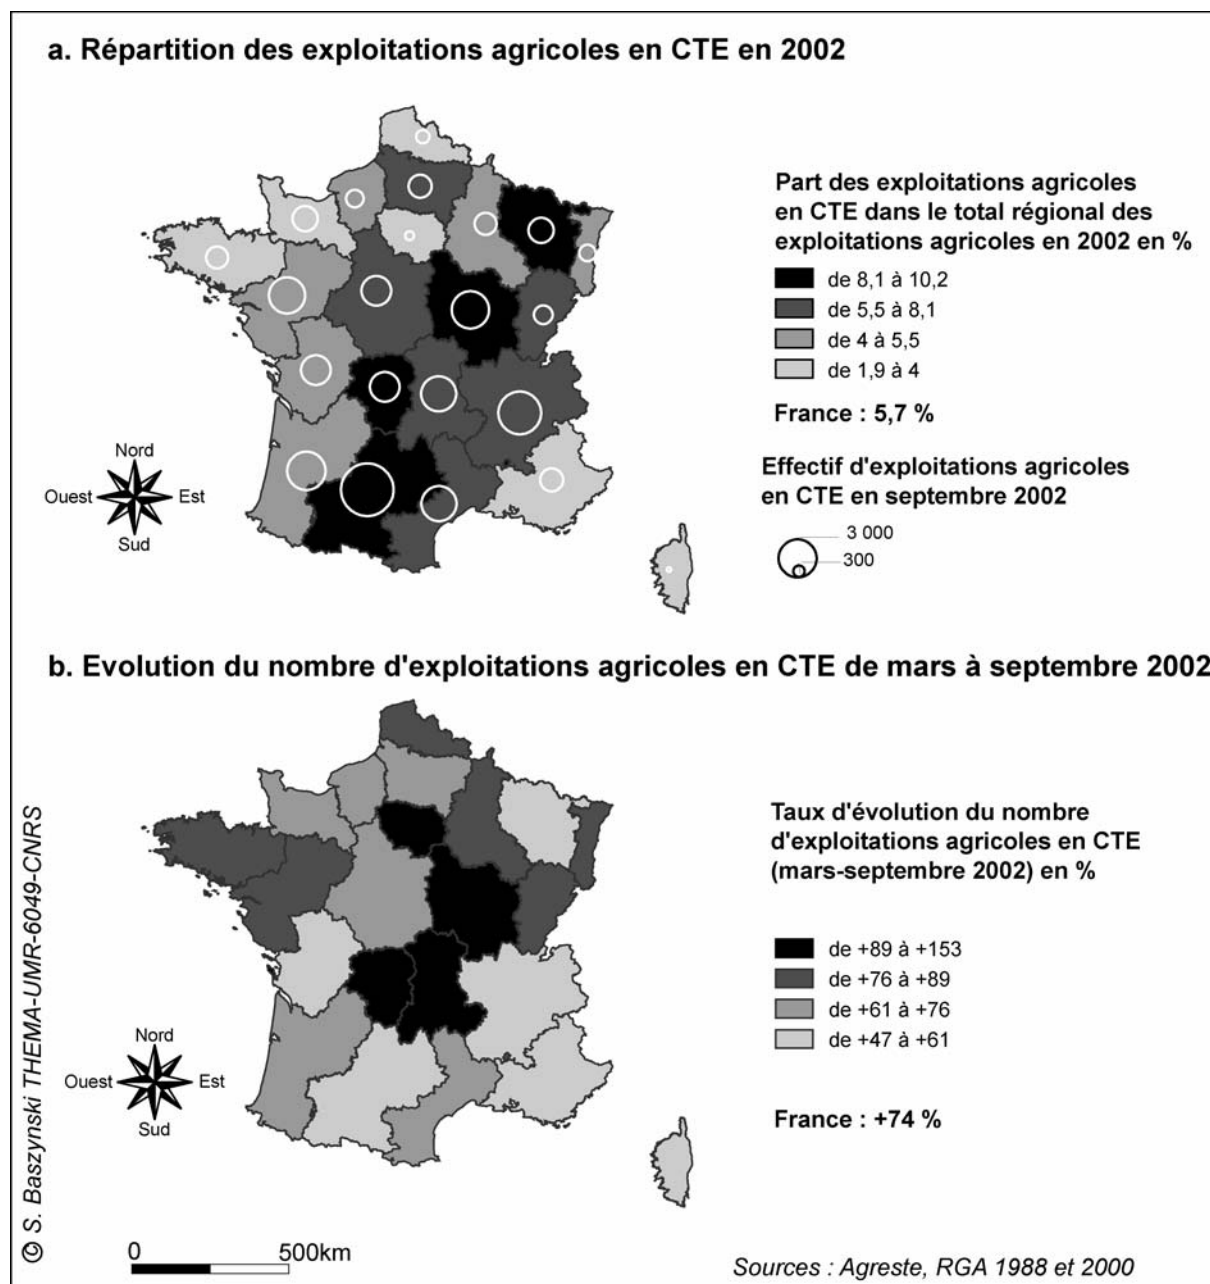 a. Répartition des exploitations agricoles en CTE en 2002
Part des exploitations agricoles
en CTE dans le total régional des
exploitations agricoles en 2002 en %
de 8,1 à 10,2
de 5,5 à 8,1
de 4 à 5,5
de 1,9 à 4
France : 5,7 %
Nord
Ouest
Est
Sud
Effectif d'exploitations agricoles
en CTE en septembre 2002
3 000
300
b. Evolution du nombre d'exploitations agricoles en CTE de mars à septembre 2002
Taux d'évolution du nombre
d'exploitations agricoles en CTE
(mars-septembre 2002) en %
de +89 à +153
de +76 à +89
de +61 à +76
de +47 à +61
France : +74 %
Nord
Ouest
Est
Sud
© S. Baszynski THEMA-UMR-6049-CNRS
0
500km
Sources : Agreste, RGA 1988 et 2000